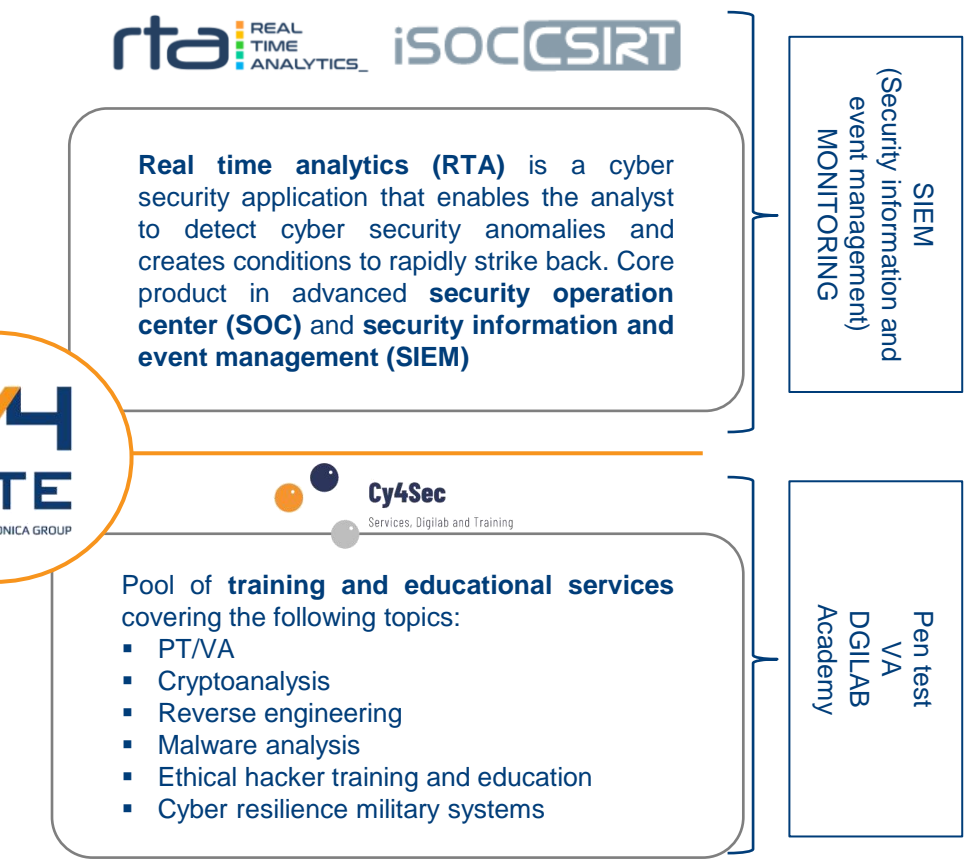 rta REAL
TIME
ANALYTICS_
iSOC CSIRT
Real time analytics (RTA) is a cyber
security application that enables the analyst
to detect cyber security anomalies and
creates conditions to rapidly strike back. Core
product in advanced security operation
center (SOC) and security information and
event management (SIEM)
SIEM
(Security information and
event management)
MONITORING
4
TE
ONICA GROUP
Cy4Sec
Services, Digilab and Training
Pool of training and educational services
covering the following topics:
▪ PT/VA
▪ Cryptoanalysis
▪ Reverse engineering
▪ Malware analysis
▪ Ethical hacker training and education
▪ Cyber resilience military systems
Pen test
VA
DGILAB
Academy